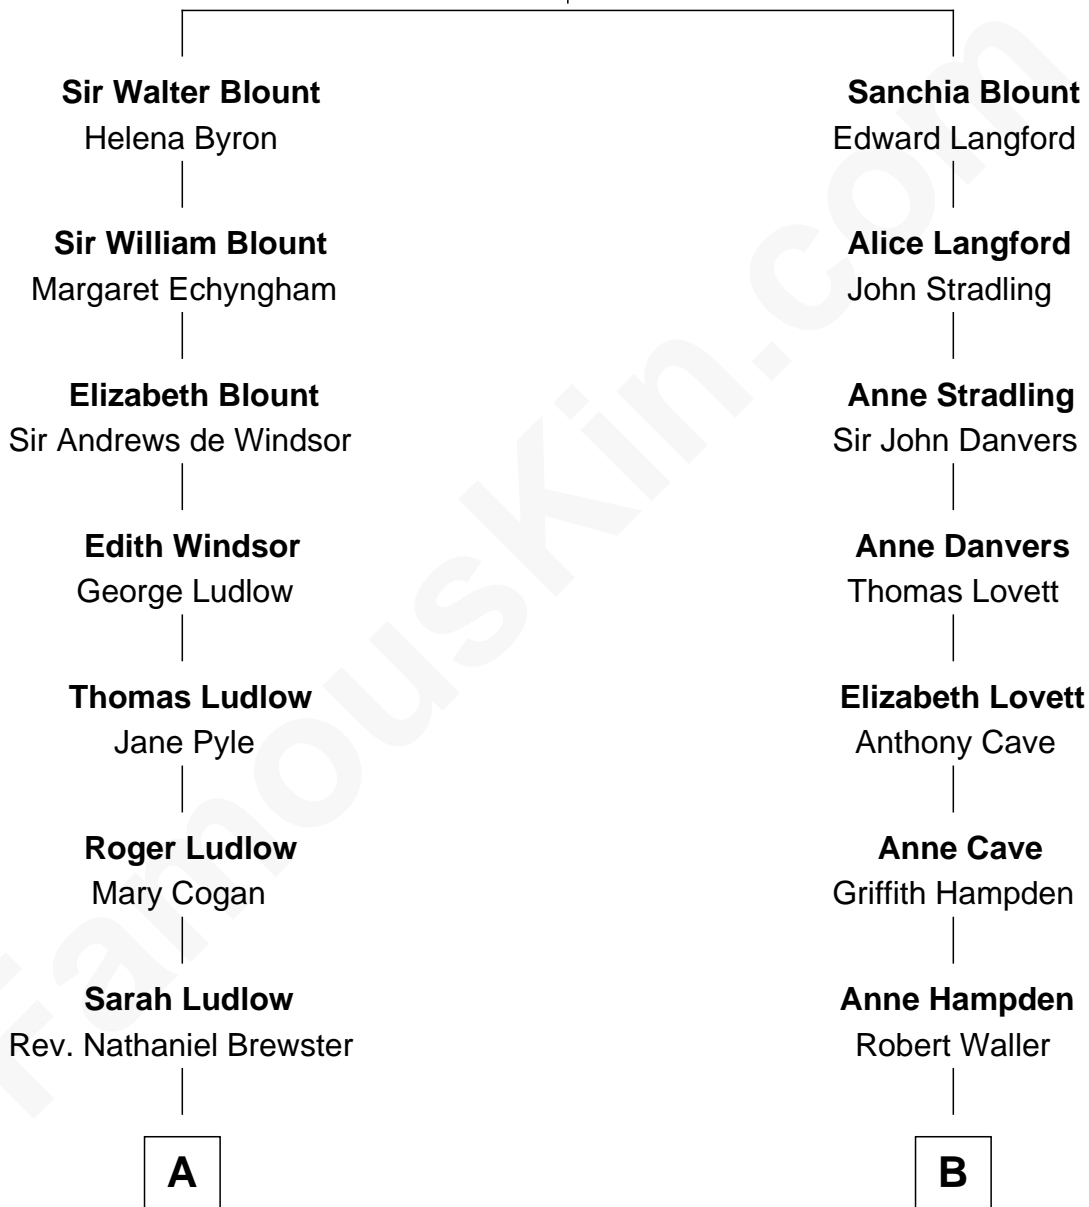 Sir Walter Blount
Helena Byron
Sir William Blount
Margaret Echyngham
Elizabeth Blount
Sir Andrews de Windsor
Edith Windsor
George Ludlow
Thomas Ludlow
Jane Pyle
Roger Ludlow
Mary Cogan
Sarah Ludlow
Rev. Nathaniel Brewster
A
Sanchia Blount
Edward Langford
Alice Langford
John Stradling
Anne Stradling
Sir John Danvers
Anne Danvers
Thomas Lovett
Elizabeth Lovett
Anthony Cave
Anne Cave
Griffith Hampden
Anne Hampden
Robert Waller
B
FamousKin.com